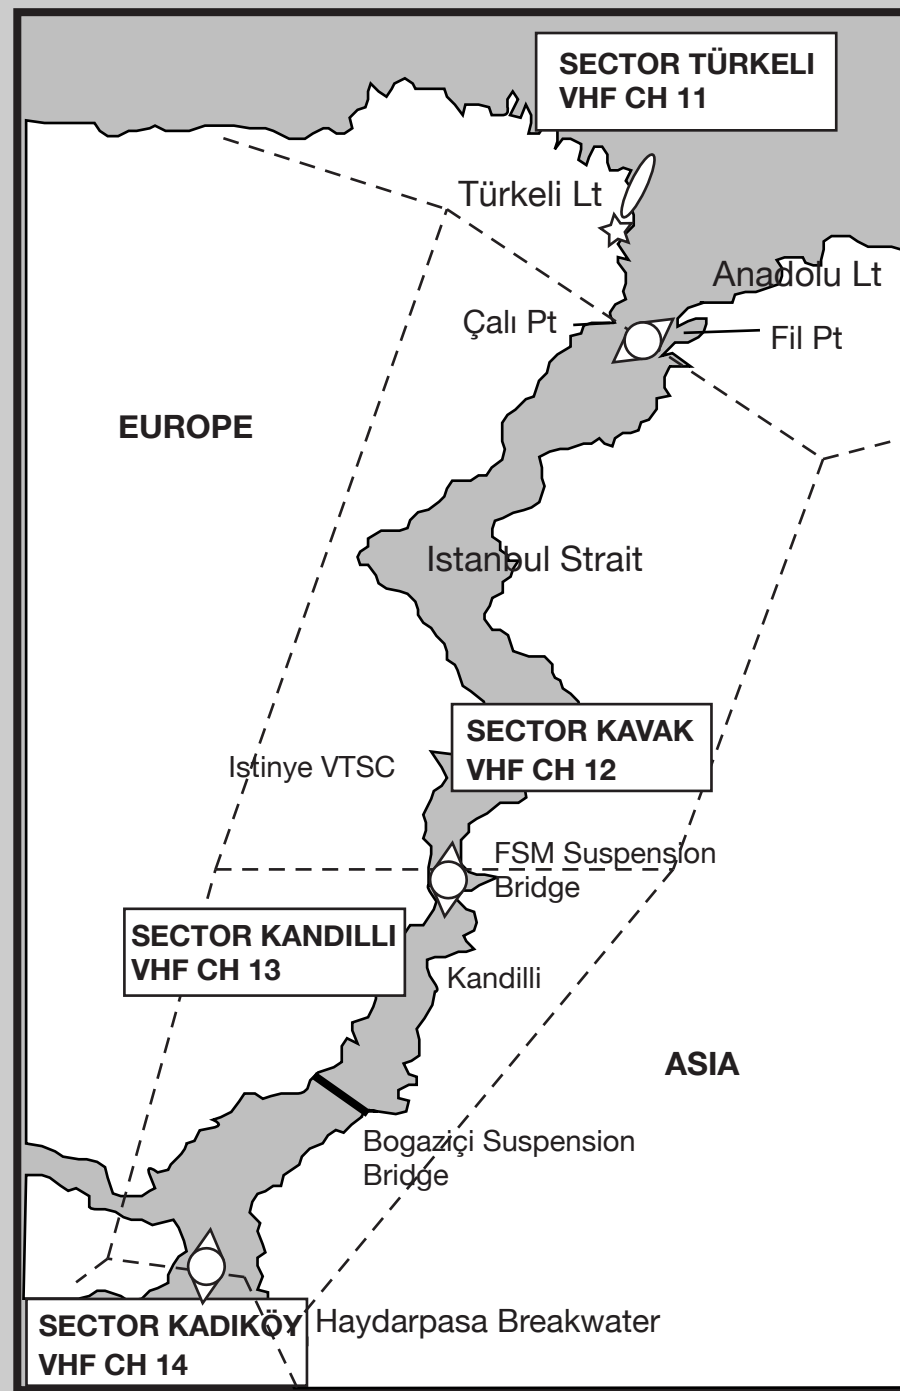 SECTOR TÜRKELI
VHF CH 11
Türkeli Lt
Anadolu Lt
Çalı Pt
Fil Pt
EUROPE
Istanbul Strait
SECTOR KAVAK
VHF CH 12
Istinye VTSC
FSM Suspension
Bridge
SECTOR KANDILLI
VHF CH 13
Kandilli
ASIA
Bogaziçi Suspension
Bridge
SECTOR KADIKÖY
VHF CH 14
Haydarpasa Breakwater